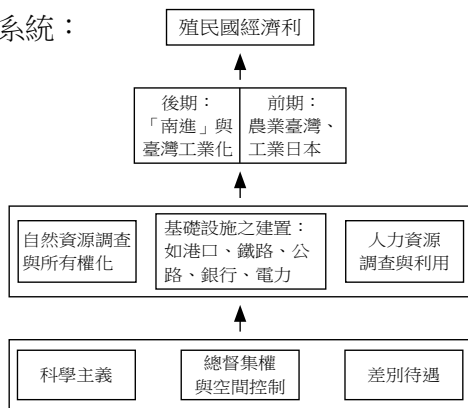 系統：
殖民國經濟利
後期：
「南進」與
臺灣工業化
前期：
農業臺灣、
工業日本
自然資源調查
與所有權化
基礎設施之建置：
如港口、鐵路、公
路、銀行、電力
人力資源
調查與利用
科學主義
總督集權
與空間控制
差別待遇